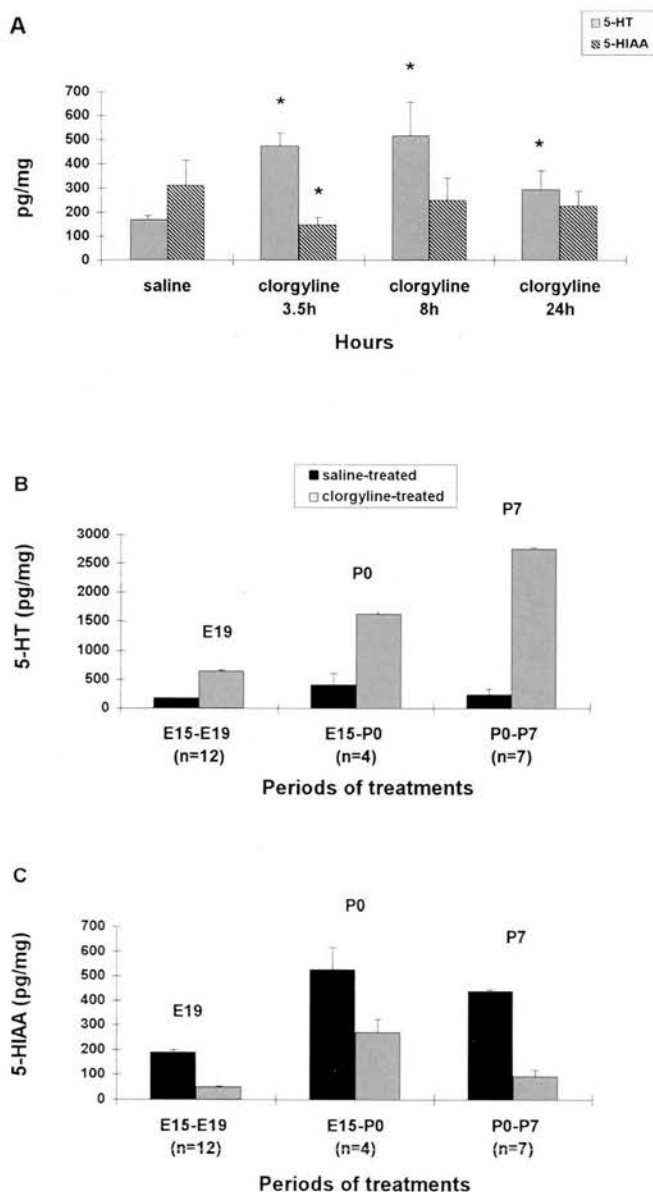 A
5-HT
5-HIAA
700
600
500
400
300
200
100
0
pg/mg
* * * *
saline clorgyline clorgyline clorgyline
3.5h 8h 24h
Hours
B
saline-treated
clorgyline-treated
P7
P0
E19
3000
2500
2000
1500
1000
500
0
5-HT (pg/mg)
E15-E19 E15-P0 P0-P7
(n=12) (n=4) (n=7)
Periods of treatments
C
P0
P7
E19
700
600
500
400
300
200
100
0
5-HIAA (pg/mg)
E15-E19 E15-P0 P0-P7
(n=12) (n=4) (n=7)
Periods of treatments